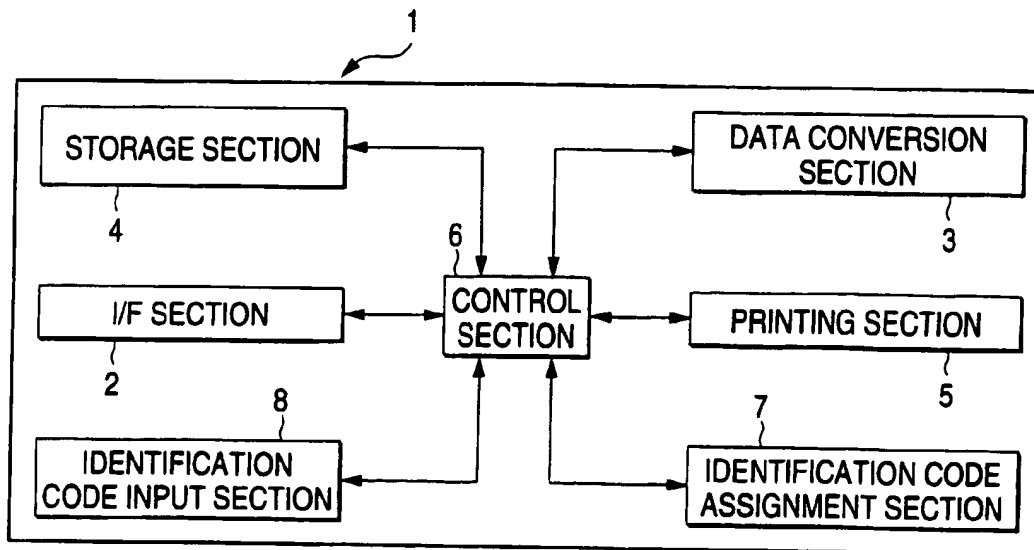 1
STORAGE SECTION
4
DATA CONVERSION
SECTION
3
6
CONTROL
SECTION
I/F SECTION
2
PRINTING SECTION
5
8
IDENTIFICATION
CODE INPUT SECTION
7
IDENTIFICATION CODE
ASSIGNMENT SECTION